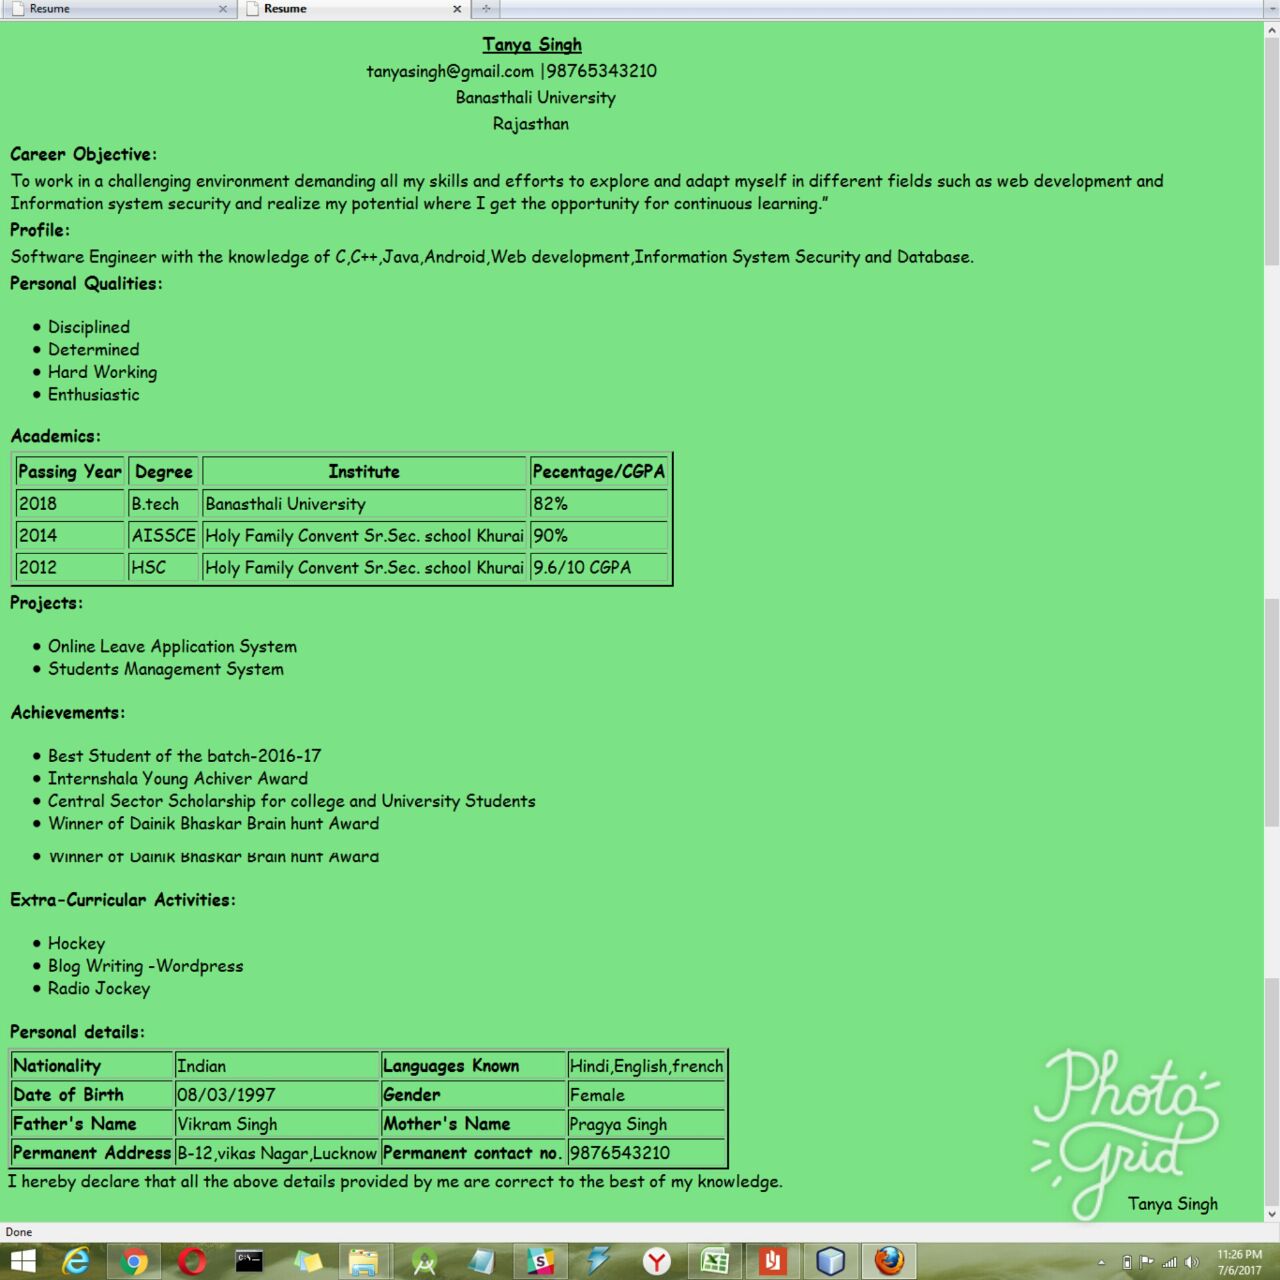 Resume
Resume
Tanya Singh
tanyasingh@gmail.com |98765343210
Banasthali University
Rajasthan
Career Objective:
To work in a challenging environment demanding all my skills and efforts to explore and adapt myself in different fields such as web development and
Information system security and realize my potential where I get the opportunity for continuous learning.”
Profile:
Software Engineer with the knowledge of C,C++,Java,Android,Web development,Information System Security and Database.
Personal Qualities:
• Disciplined
• Determined
• Hard Working
• Enthusiastic
Academics:
Passing Year Degree Institute Pecentage/CGPA
2018 B.tech Banasthali University 82%
2014 AISSCE Holy Family Convent Sr.Sec. school Khurai 90%
2012 HSC Holy Family Convent Sr.Sec. school Khurai 9.6/10 CGPA
Projects:
• Online Leave Application System
• Students Management System
Achievements:
• Best Student of the batch-2016-17
• Internshala Young Achiver Award
• Central Sector Scholarship for college and University Students
• Winner of Dainik Bhaskar Brain hunt Award
• Winner of Dainik Bhaskar Brain hunt Award
Extra-Curricular Activities:
• Hockey
• Blog Writing -Wordpress
• Radio Jockey
Personal details:
Nationality Indian Languages Known Hindi,English,french
Date of Birth 08/03/1997 Gender Female
Father's Name Vikram Singh Mother's Name Pragya Singh
Permanent Address B-12,vikas Nagar,Lucknow Permanent contact no. 9876543210
I hereby declare that all the above details provided by me are correct to the best of my knowledge.
Photo
Grid
Tanya Singh
Done
11:26 PM
7/6/2017